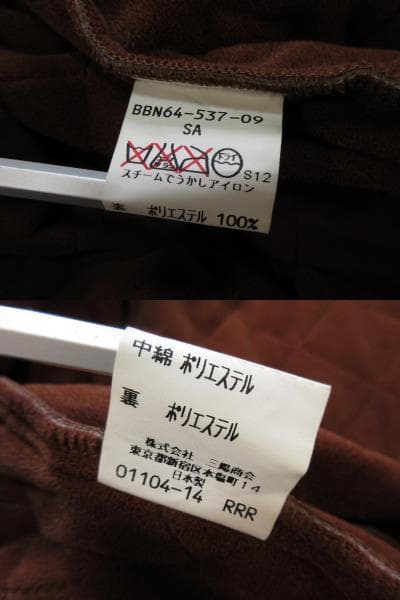 BBN64-537-09
SA
ドライ
S12
スチームでうかしアイロン
表 ポリエステル 100%
中綿 ポリエステル
裏 ポリエステル
株式会社 三陽商会
東京都新宿区本塩町14
日本製
01104-14 RRR